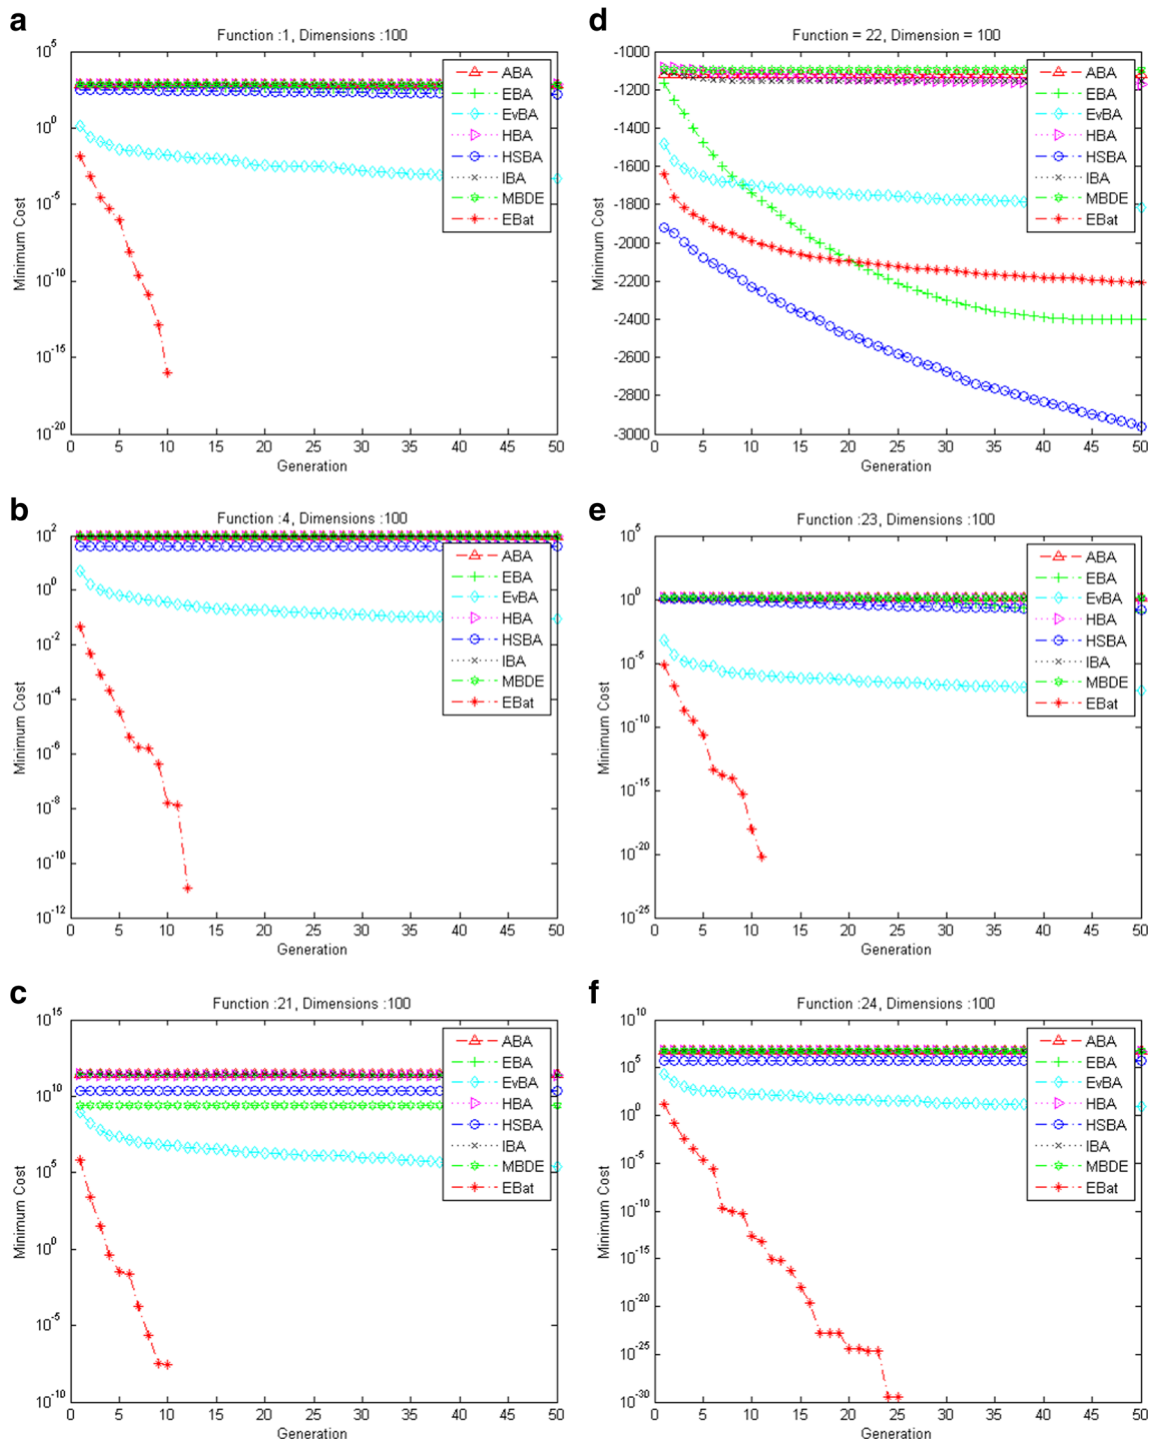 a
Function :1, Dimensions :100
10^5
10^0
10^-5
10^-10
10^-15
10^-20
Minimum Cost
0 5 10 15 20 25 30 35 40 45 50
Generation
ABA
EBA
EvBA
HBA
HSBA
IBA
MBDE
EBat
d
Function = 22, Dimension = 100
-1000
-1200
-1400
-1600
-1800
-2000
-2200
-2400
-2600
-2800
-3000
Minimum Cost
0 5 10 15 20 25 30 35 40 45 50
Generation
ABA
EBA
EvBA
HBA
HSBA
IBA
MBDE
EBat
b
Function :4, Dimensions :100
10^2
10^0
10^-2
10^-4
10^-6
10^-8
10^-10
10^-12
Minimum Cost
0 5 10 15 20 25 30 35 40 45 50
Generation
ABA
EBA
EvBA
HBA
HSBA
IBA
MBDE
EBat
e
Function :23, Dimensions :100
10^5
10^0
10^-5
10^-10
10^-15
10^-20
10^-25
Minimum Cost
0 5 10 15 20 25 30 35 40 45 50
Generation
ABA
EBA
EvBA
HBA
HSBA
IBA
MBDE
EBat
c
Function :21, Dimensions :100
10^15
10^10
10^5
10^0
10^-5
10^-10
Minimum Cost
0 5 10 15 20 25 30 35 40 45 50
Generation
ABA
EBA
EvBA
HBA
HSBA
IBA
MBDE
EBat
f
Function :24, Dimensions :100
10^10
10^5
10^0
10^-5
10^-10
10^-15
10^-20
10^-25
10^-30
Minimum Cost
0 5 10 15 20 25 30 35 40 45 50
Generation
ABA
EBA
EvBA
HBA
HSBA
IBA
MBDE
EBat